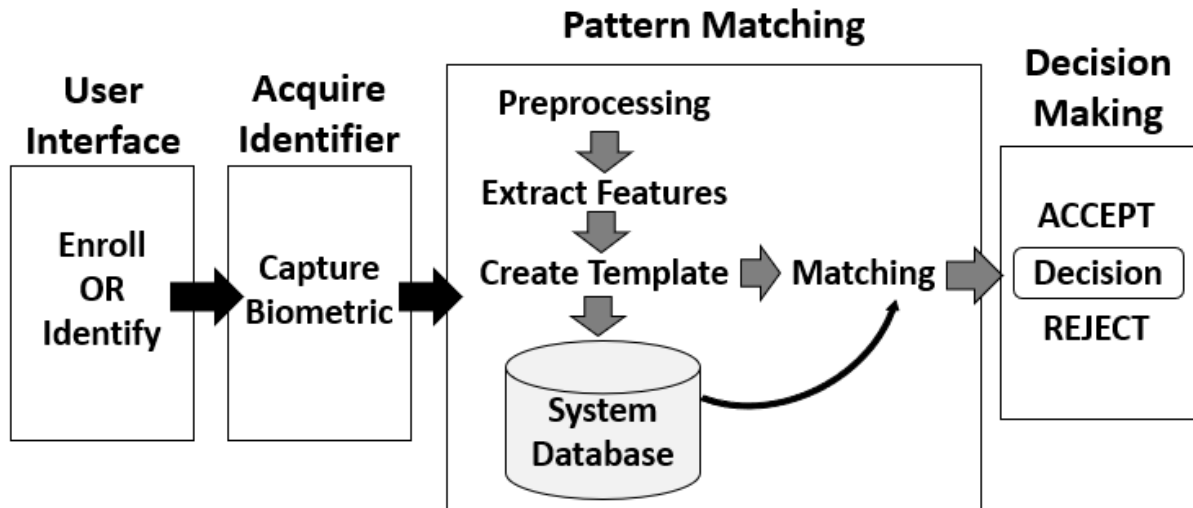 User
Interface
Enroll
OR
Identify
Acquire
Identifier
Capture
Biometric
Pattern Matching
Preprocessing
Extract Features
Create Template
Matching
System
Database
Decision
Making
ACCEPT
Decision
REJECT